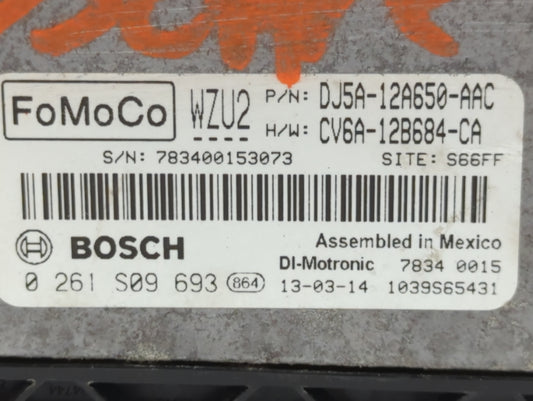 FoMoCo WZU2 P/N: DJ5A-12A650-AAC
H/W: CV6A-12B684-CA
S/N: 783400153073 SITE: S66FF
BOSCH Assembled in Mexico
DI-Motronic 7834 0015
0 261 S09 693 864 13-03-14 1039S65431